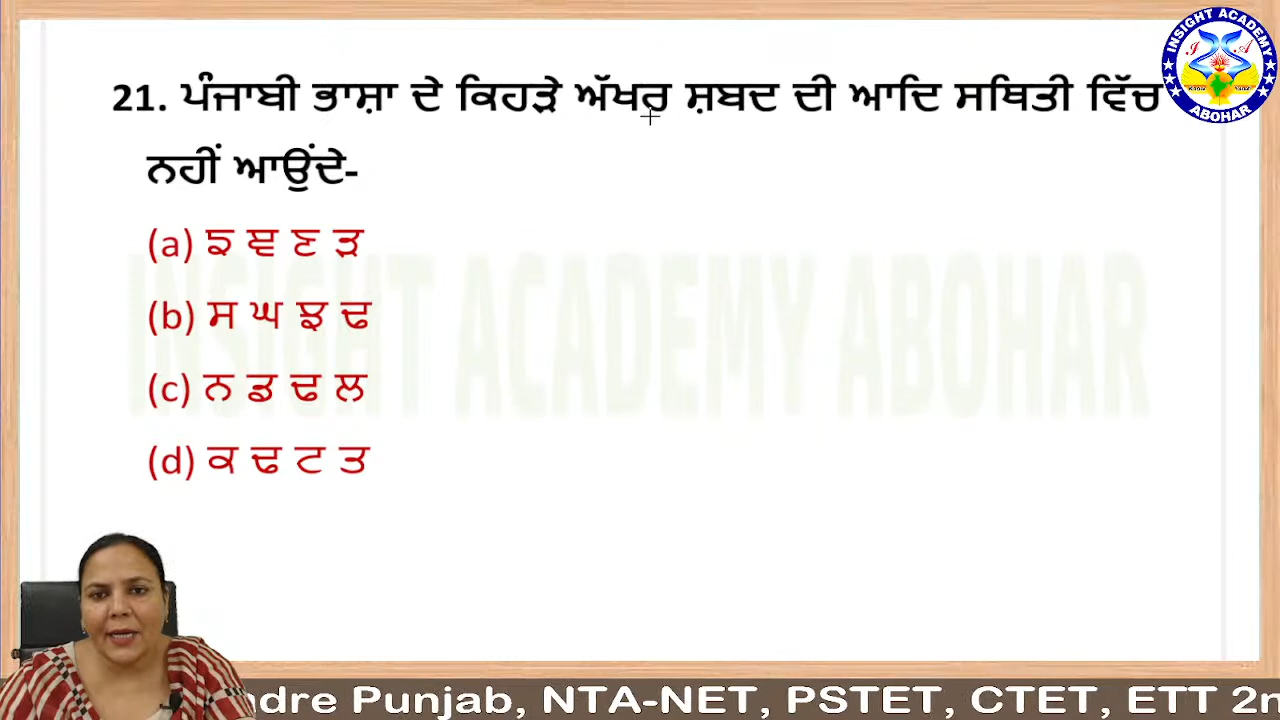 INSIGHT ACADEMY
ABOHAR
21. ਪੰਜਾਬੀ ਭਾਸ਼ਾ ਦੇ ਕਿਹੜੇ ਅੱਖਰ ਸ਼ਬਦ ਦੀ ਆਦਿ ਸਥਿਤੀ ਵਿੱਚ
ਨਹੀਂ ਆਉਂਦੇ-
(a) ਙ ਞ ਣ ੜ
(b) ਸ ਘ ਝ ਢ
(c) ਨ ਡ ਢ ਲ
(d) ਕ ਢ ਟ ਤ
INSIGHT ACADEMY ABOHAR
ndre Punjab, NTA-NET, PSTET, CTET, ETT 2n